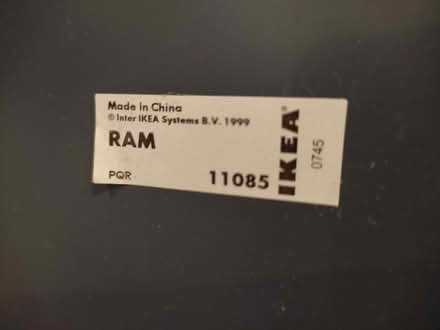 Made in China
© Inter IKEA Systems B.V. 1999
RAM
PQR 11085
IKEA®
0745